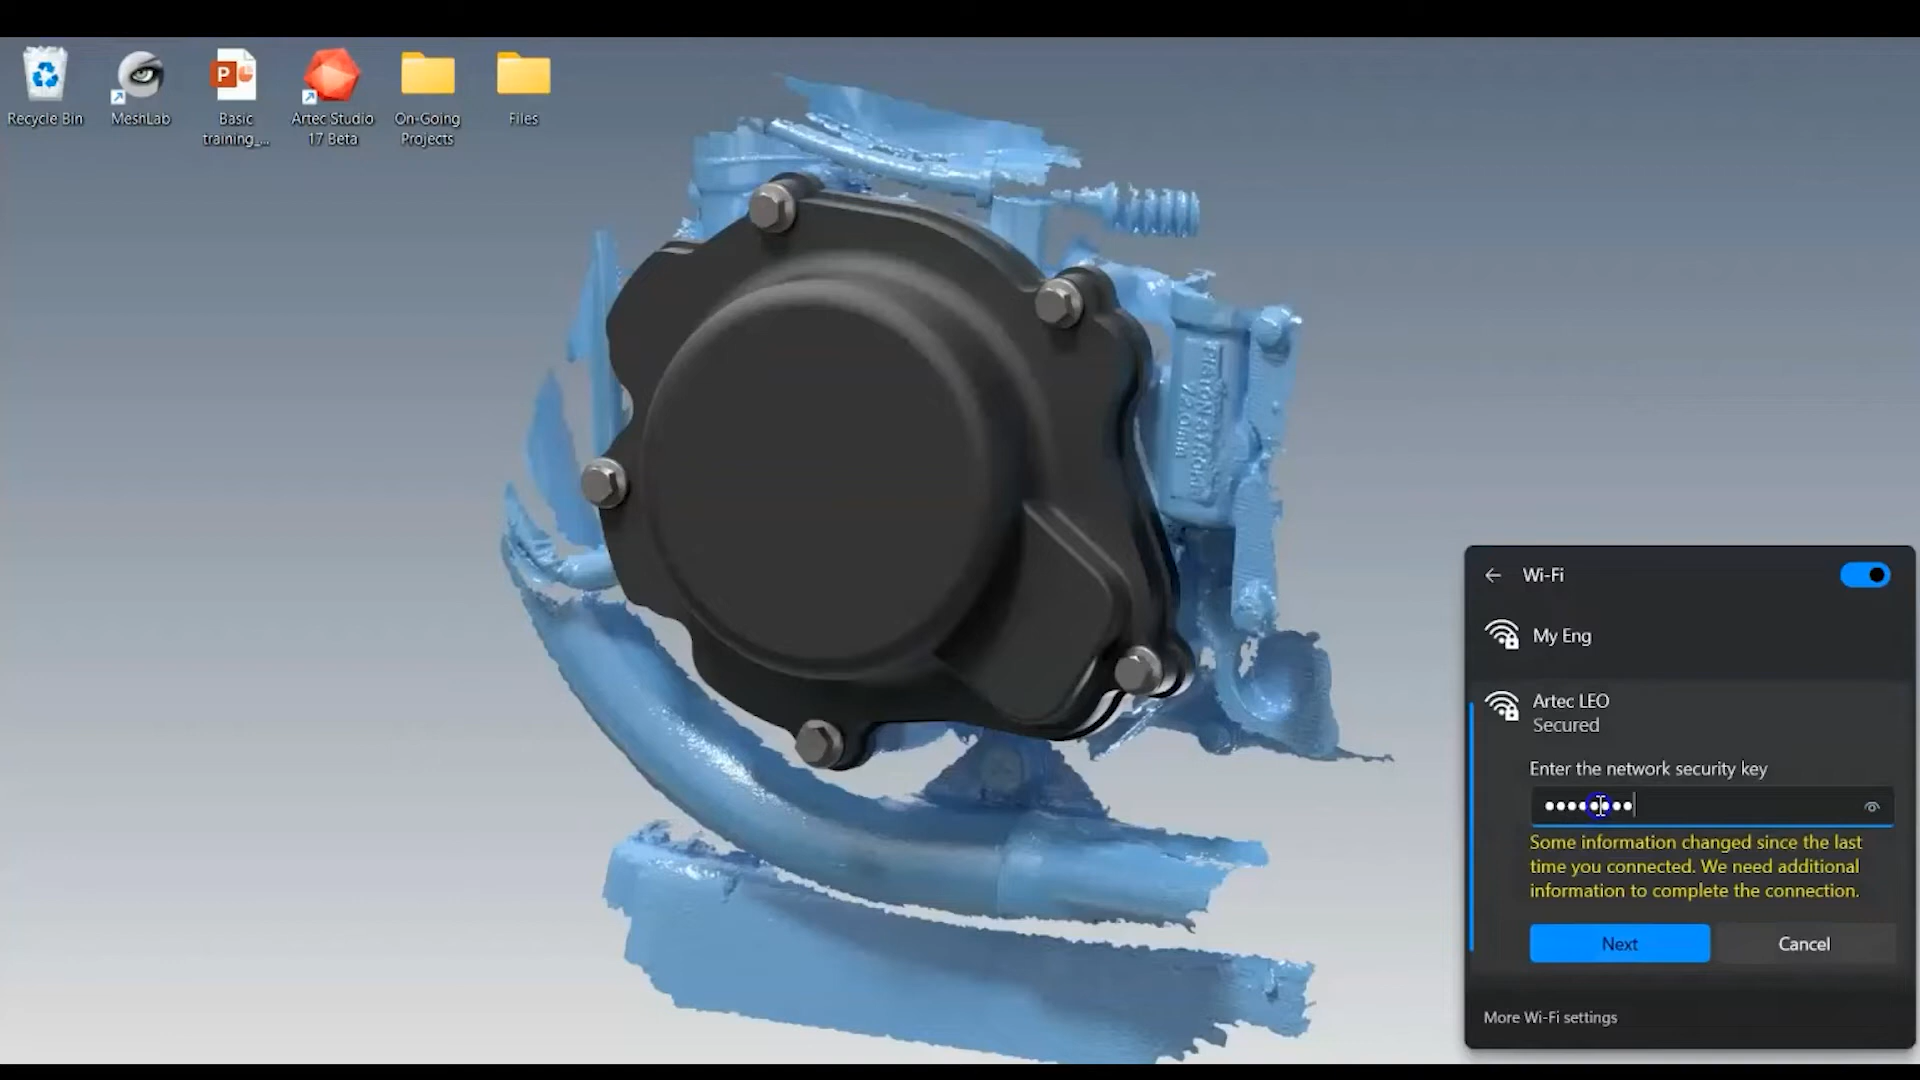 Recycle Bin
MeshLab
P
Basic
training_...
Artec Studio
17 Beta
On-Going
Projects
Files
Wi-Fi
My Eng
Artec LEO
Secured
Enter the network security key
Some information changed since the last
time you connected. We need additional
information to complete the connection.
Next
Cancel
More Wi-Fi settings